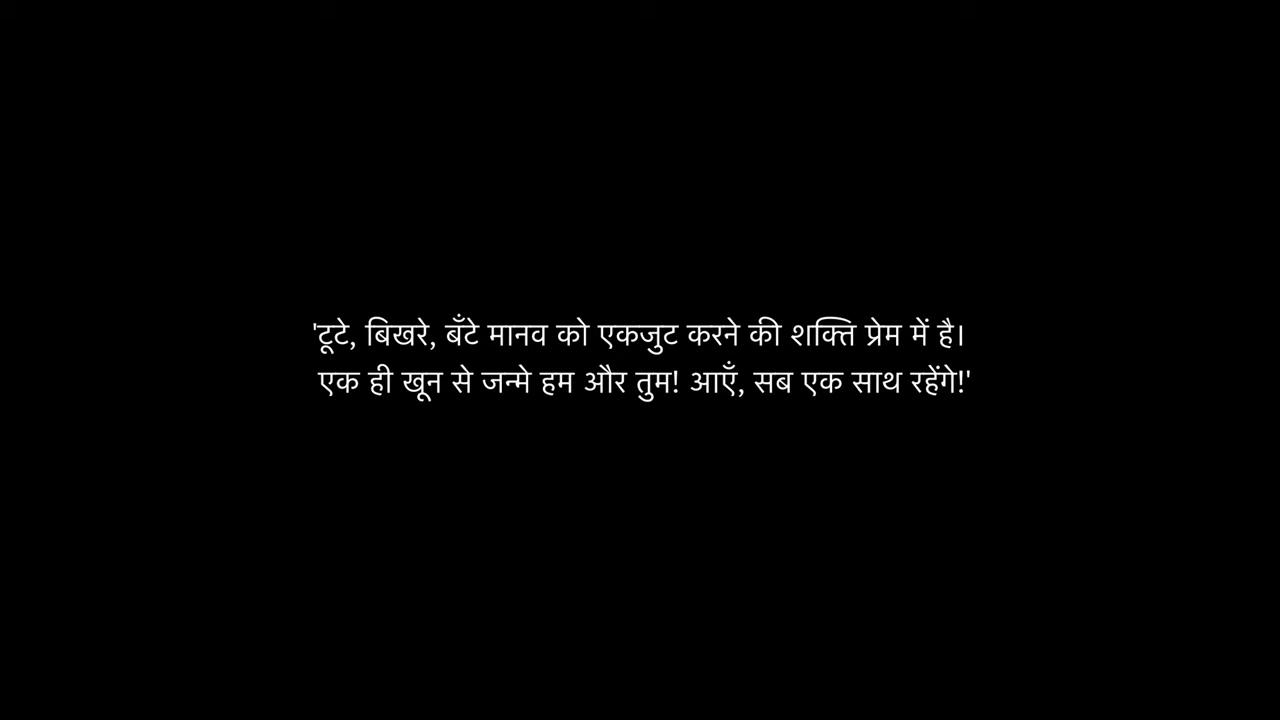 'टूटे, बिखरे, बँटे मानव को एकजुट करने की शक्ति प्रेम में है।
एक ही खून से जन्मे हम और तुम! आएँ, सब एक साथ रहेंगे!'